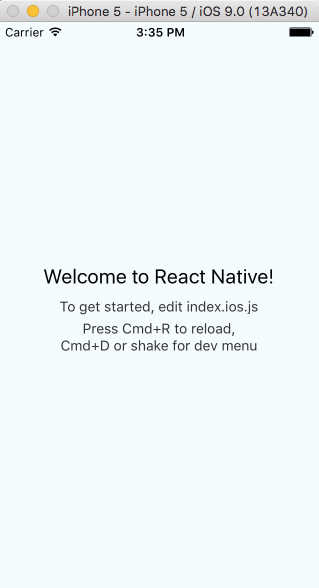 iPhone 5 - iPhone 5 / iOS 9.0 (13A340)
Carrier 3:35 PM
Welcome to React Native!
To get started, edit index.ios.js
Press Cmd+R to reload,
Cmd+D or shake for dev menu